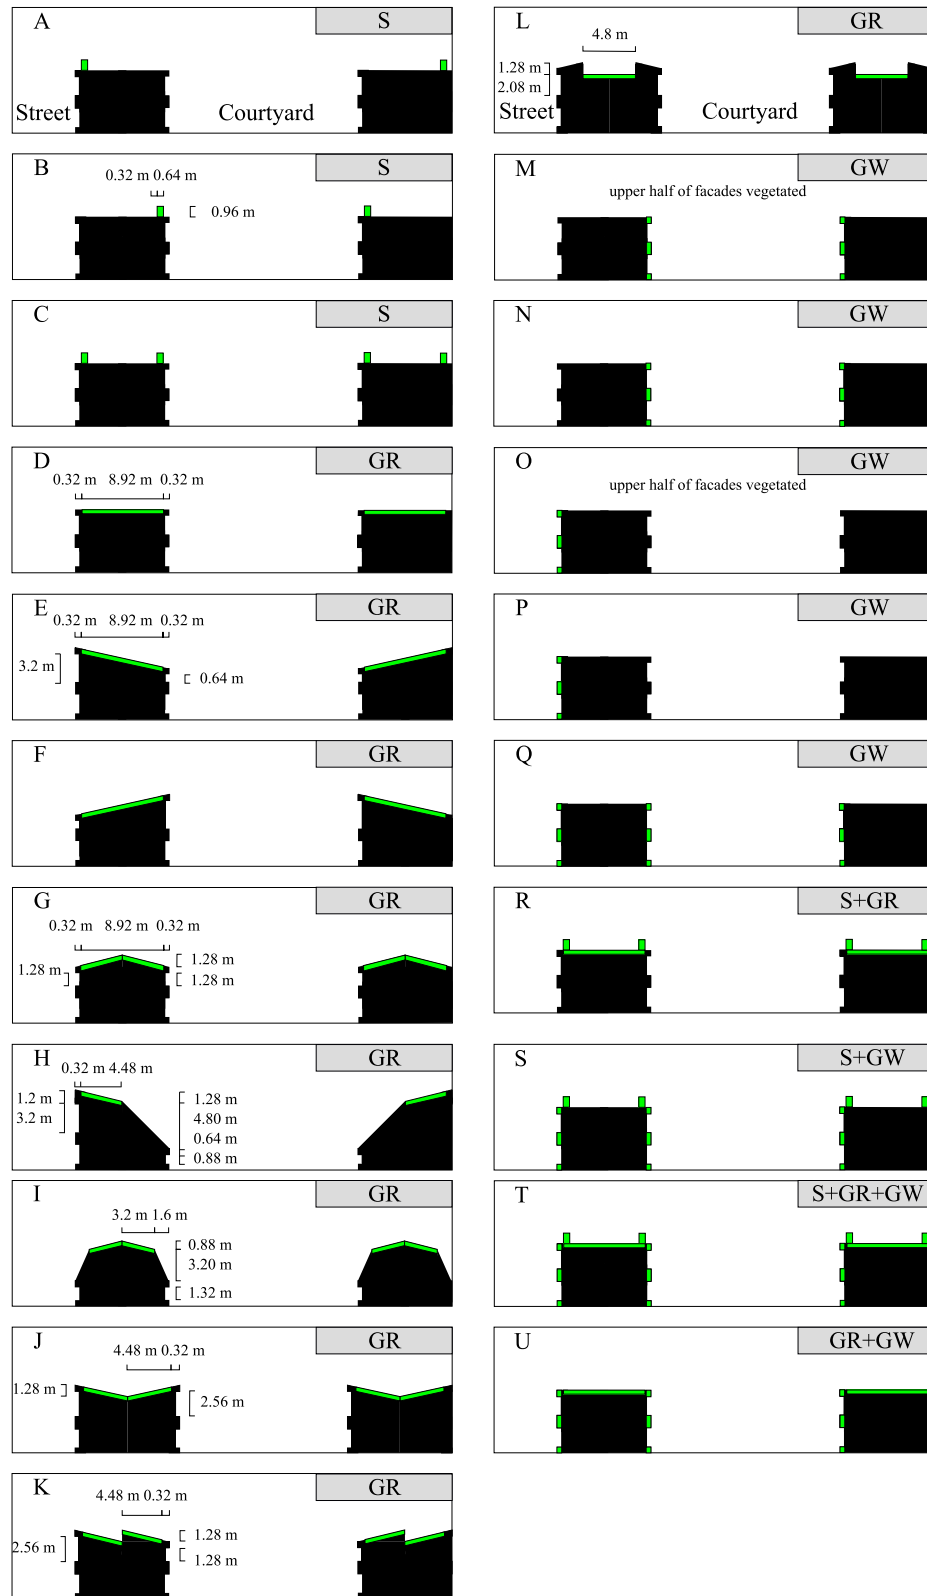 A
S
Street
Courtyard
B
S
0.32 m 0.64 m
0.96 m
C
S
D
GR
0.32 m 8.92 m 0.32 m
E
GR
0.32 m 8.92 m 0.32 m
3.2 m
0.64 m
F
GR
G
GR
0.32 m 8.92 m 0.32 m
1.28 m
1.28 m
1.28 m
H
GR
0.32 m 4.48 m
1.2 m
3.2 m
1.28 m
4.80 m
0.64 m
0.88 m
I
GR
3.2 m 1.6 m
0.88 m
3.20 m
1.32 m
J
GR
4.48 m 0.32 m
1.28 m
2.56 m
K
GR
4.48 m 0.32 m
2.56 m
1.28 m
1.28 m
L
GR
4.8 m
1.28 m
2.08 m
Street
Courtyard
M
GW
upper half of facades vegetated
N
GW
O
GW
upper half of facades vegetated
P
GW
Q
GW
R
S+GR
S
S+GW
T
S+GR+GW
U
GR+GW